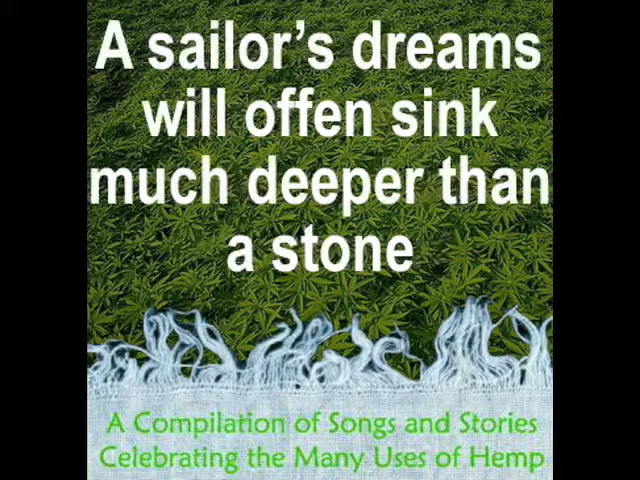 A sailor's dreams
will offen sink
much deeper than
a stone
A Compilation of Songs and Stories
Celebrating the Many Uses of Hemp